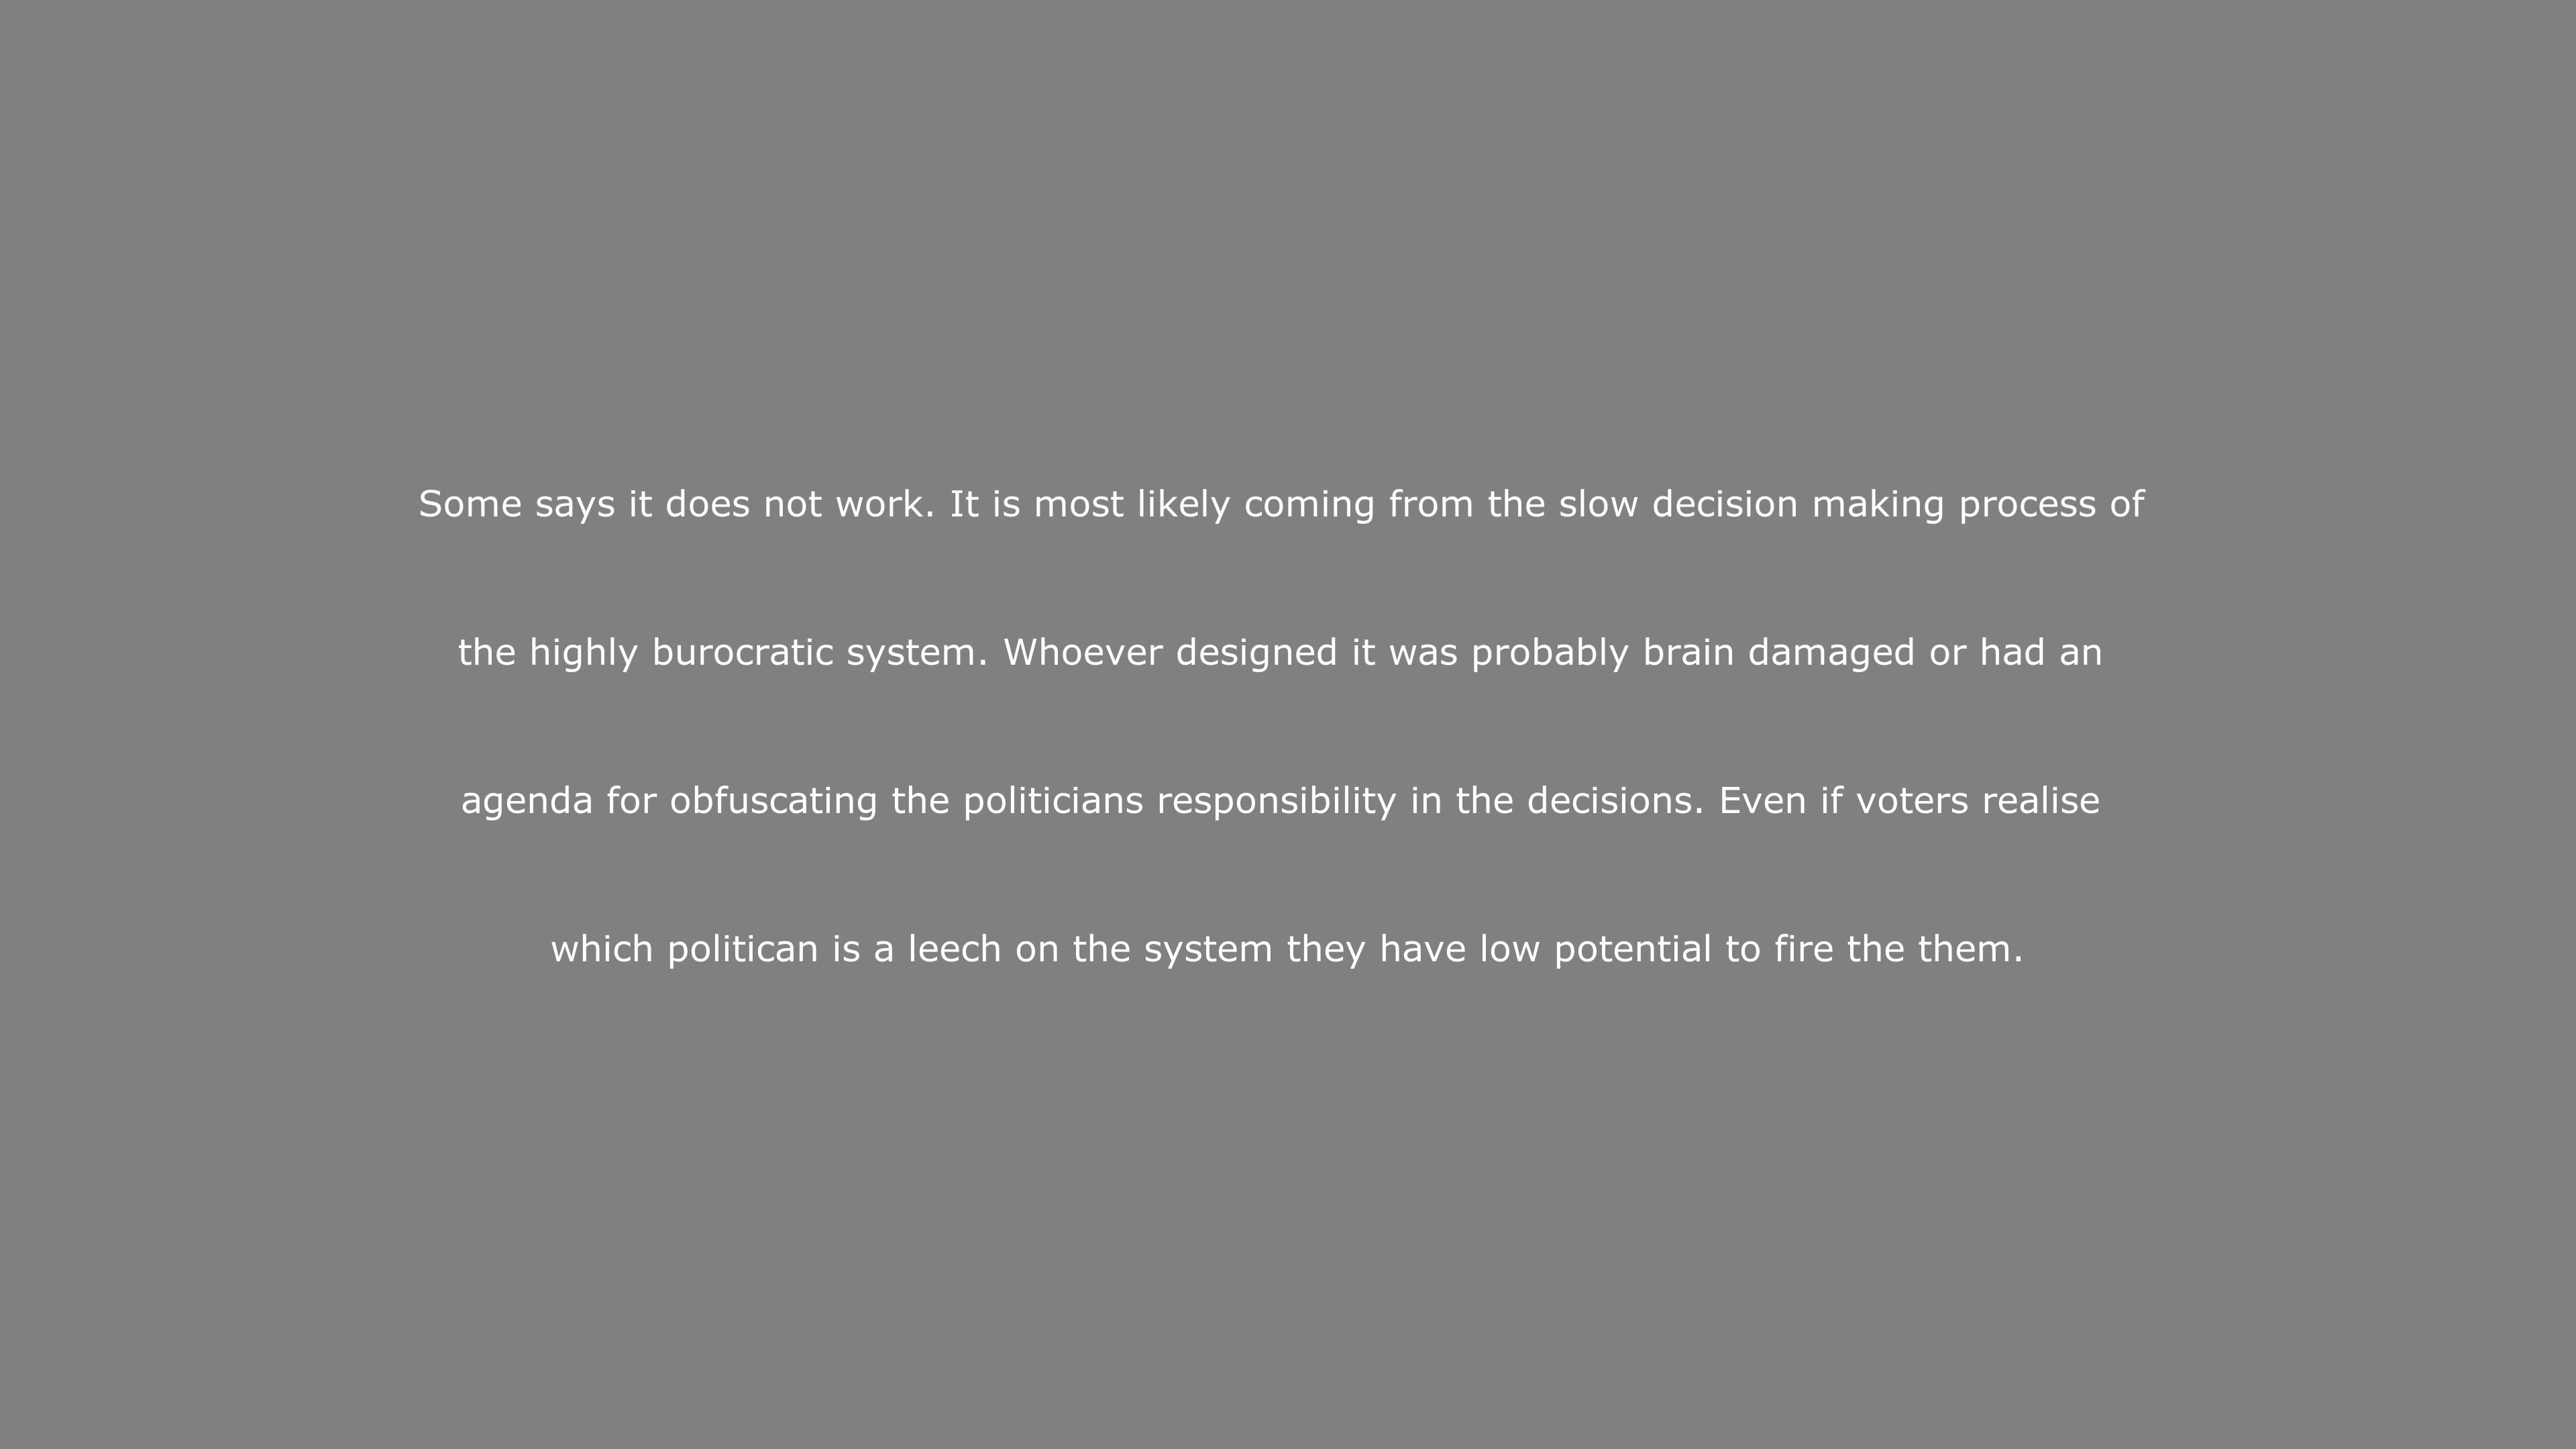 Some says it does not work. It is most likely coming from the slow decision making process of
the highly burocratic system. Whoever designed it was probably brain damaged or had an
agenda for obfuscating the politicians responsibility in the decisions. Even if voters realise
which politican is a leech on the system they have low potential to fire the them.